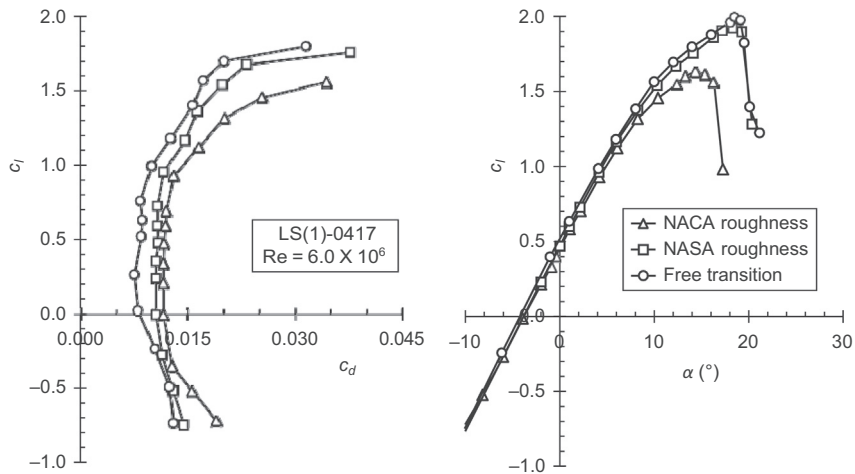 2.0
1.5
1.0
0.5
0.0
–0.5
–1.0
c_l
0.000
0.015
0.030
0.045
c_d
LS(1)-0417
Re = 6.0 X 10⁶
2.0
1.5
1.0
0.5
0.0
–0.5
–1.0
c_l
–10
0
10
20
30
α (°)
NACA roughness
NASA roughness
Free transition